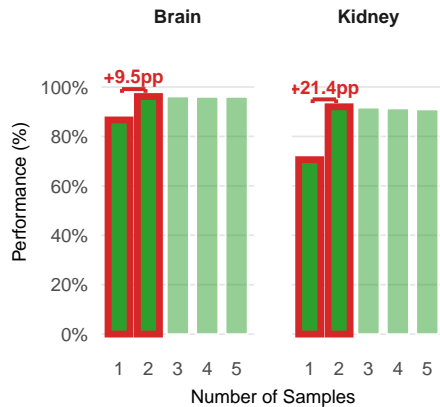 Brain Kidney
+9.5pp
+21.4pp
100%
80%
60%
40%
20%
0%
Performance (%)
1 2 3 4 5 1 2 3 4 5
Number of Samples